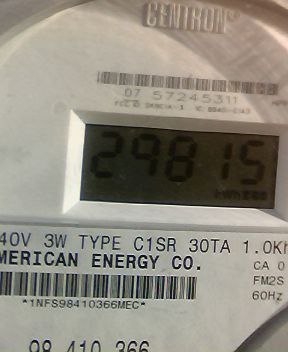 CENTRON®
07 57245311
29815
40V 3W TYPE C1SR 30TA 1.0Kh
MERICAN ENERGY CO.
CA 0
FM2S
60Hz
*1NFS98410366MEC*
98 410 366